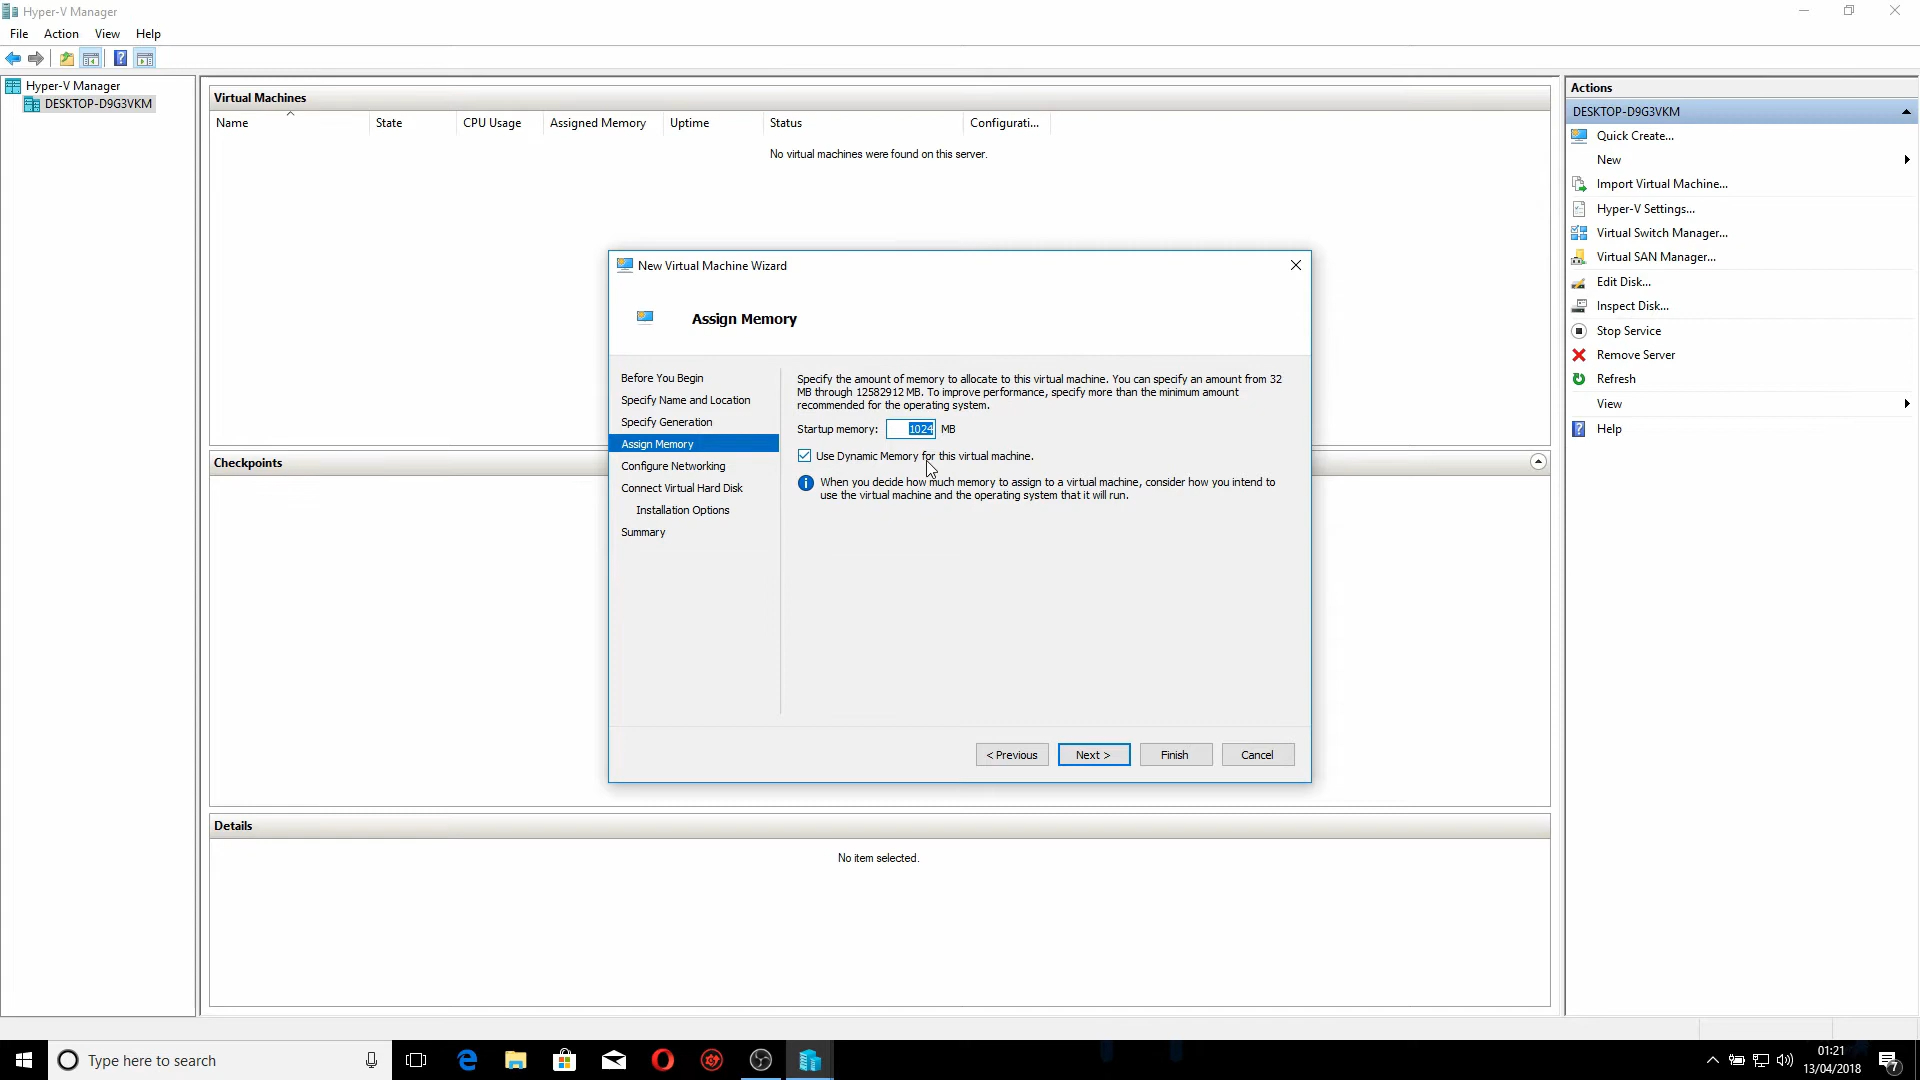 Hyper-V Manager
File Action View Help
Hyper-V Manager
DESKTOP-D9G3VKM
Virtual Machines
Name State CPU Usage Assigned Memory Uptime Status Configurati...
No virtual machines were found on this server.
New Virtual Machine Wizard
Assign Memory
Before You Begin
Specify Name and Location
Specify Generation
Assign Memory
Configure Networking
Connect Virtual Hard Disk
Installation Options
Summary
Specify the amount of memory to allocate to this virtual machine. You can specify an amount from 32
MB through 12582912 MB. To improve performance, specify more than the minimum amount
recommended for the operating system.
Startup memory: 1024 MB
Use Dynamic Memory for this virtual machine.
When you decide how much memory to assign to a virtual machine, consider how you intend to
use the virtual machine and the operating system that it will run.
< Previous Next > Finish Cancel
Checkpoints
Details
No item selected.
Actions
DESKTOP-D9G3VKM
Quick Create...
New
Import Virtual Machine...
Hyper-V Settings...
Virtual Switch Manager...
Virtual SAN Manager...
Edit Disk...
Inspect Disk...
Stop Service
Remove Server
Refresh
View
Help
Type here to search
01:21
13/04/2018
7